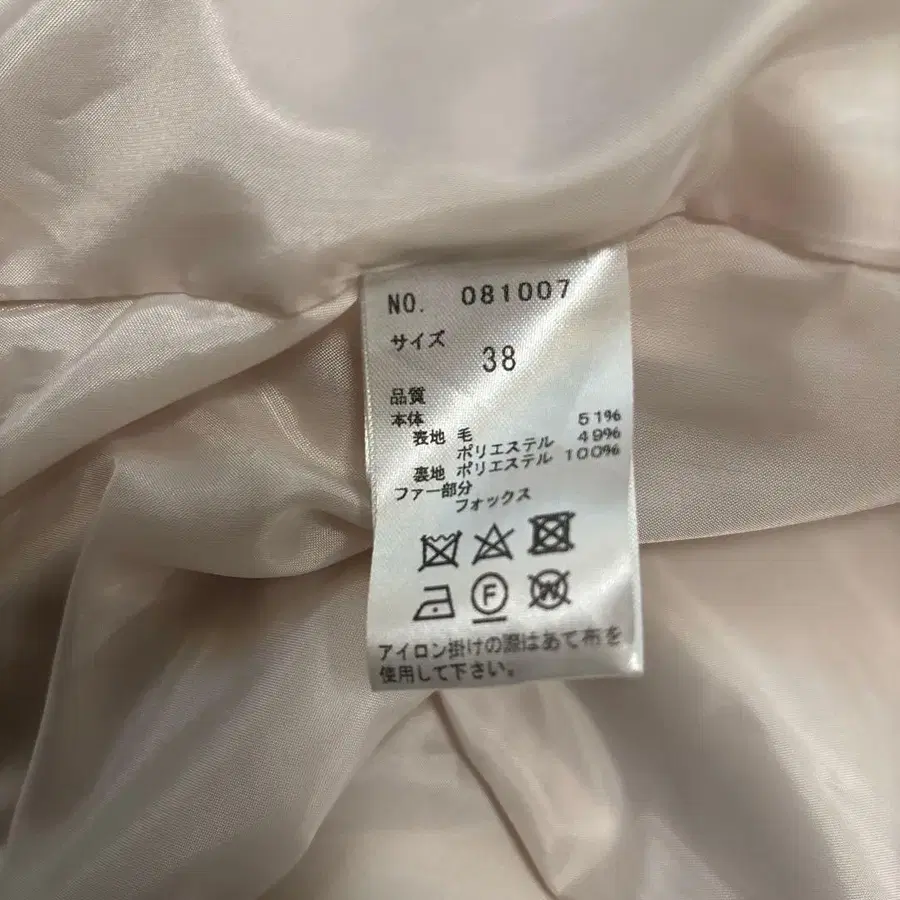 NO. 081007
サイズ
38
品質
本体
表地 毛 51%
ポリエステル 49%
裏地 ポリエステル 100%
ファー部分
フォックス
F
W
アイロン掛けの際はあて布を
使用して下さい。